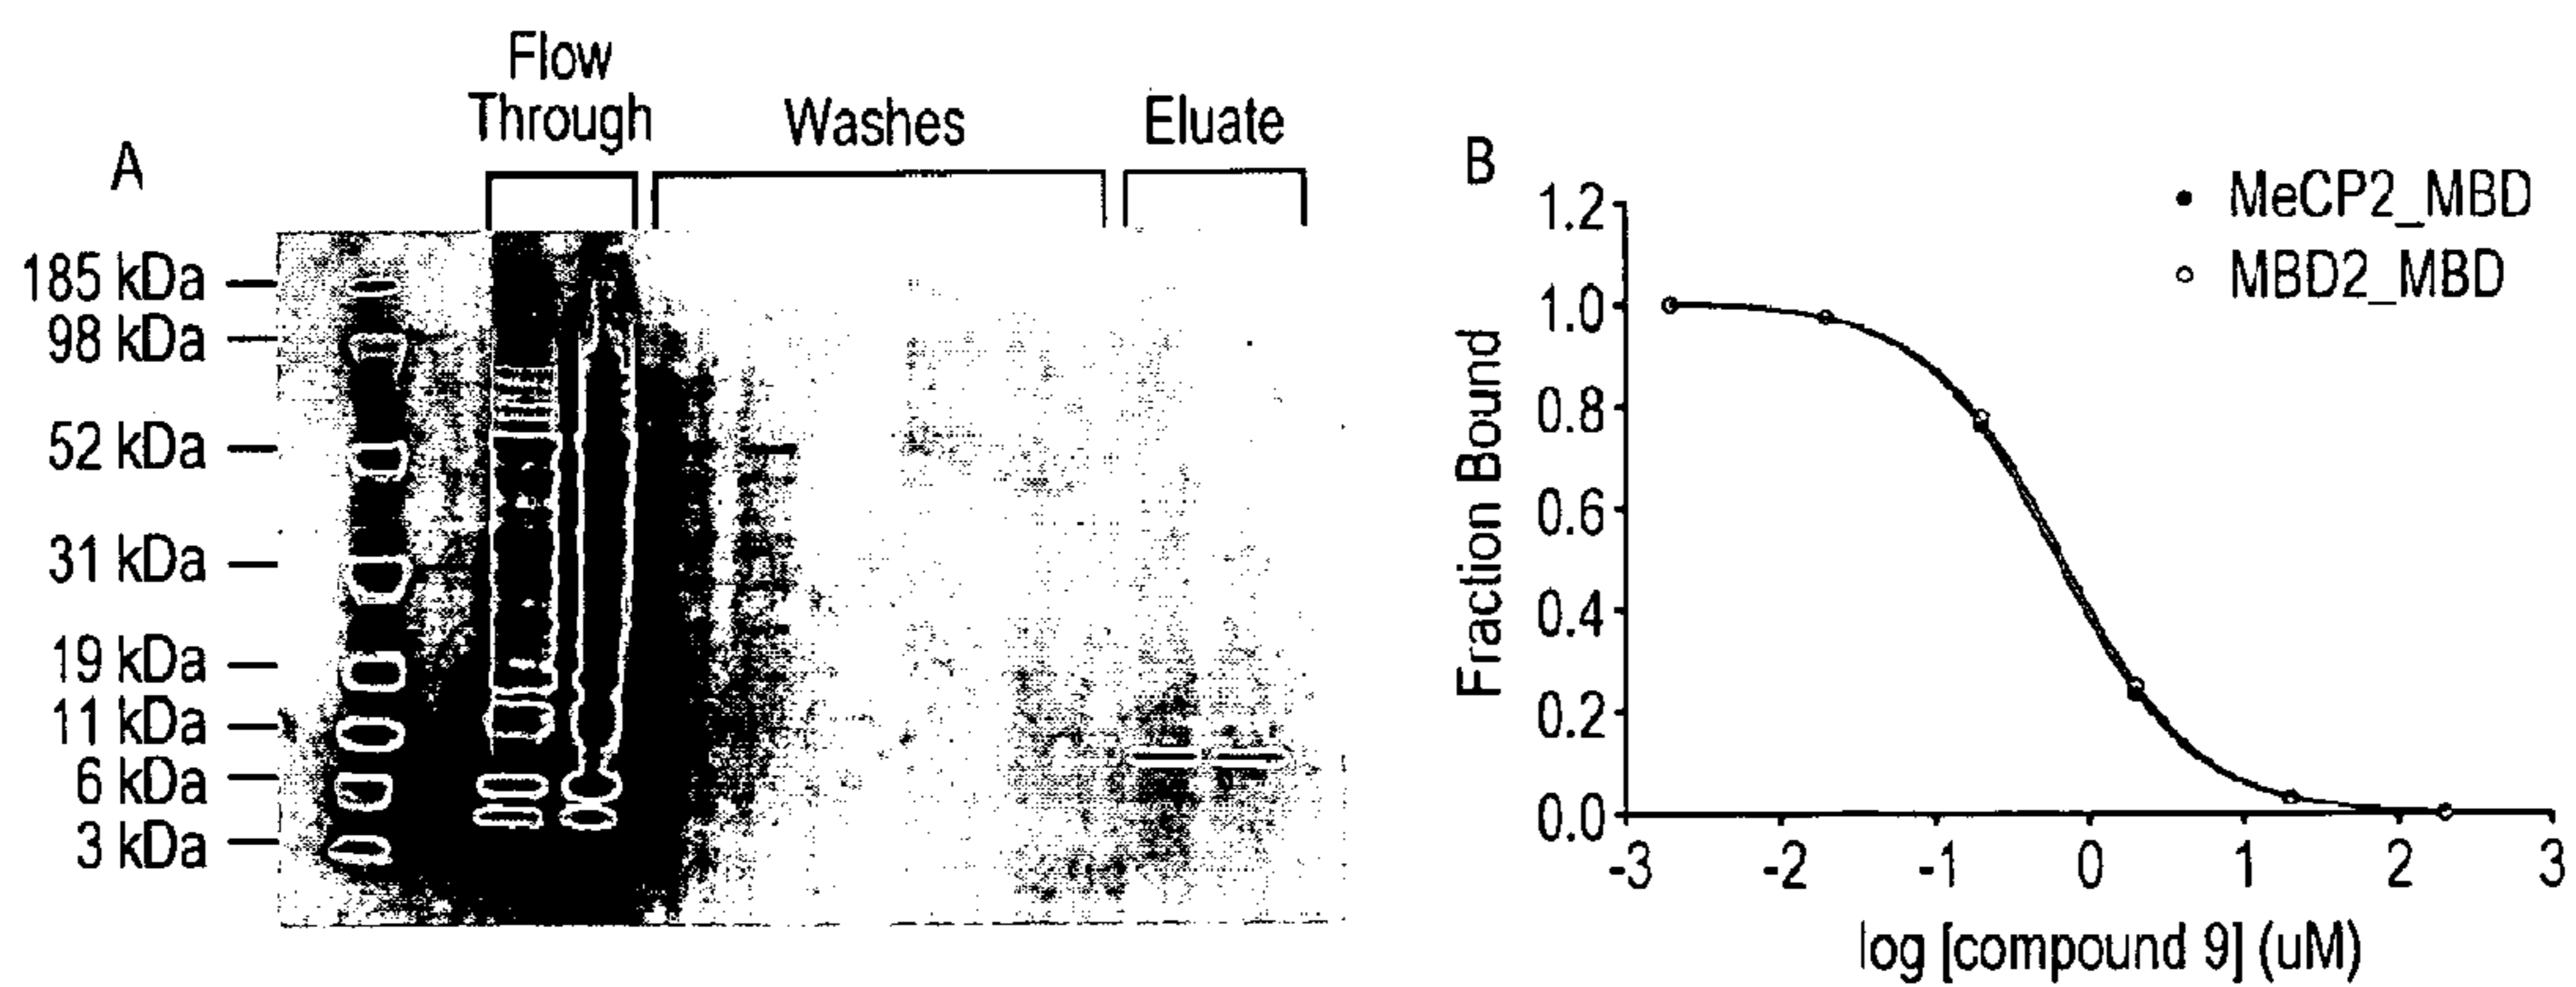 A
Flow
Through
Washes
Eluate
185 kDa
98 kDa
52 kDa
31 kDa
19 kDa
11 kDa
6 kDa
3 kDa
B
MeCP2_MBD
MBD2_MBD
Fraction Bound
1.2
1.0
0.8
0.6
0.4
0.2
0.0
-3 -2 -1 0 1 2 3
log [compound 9] (uM)